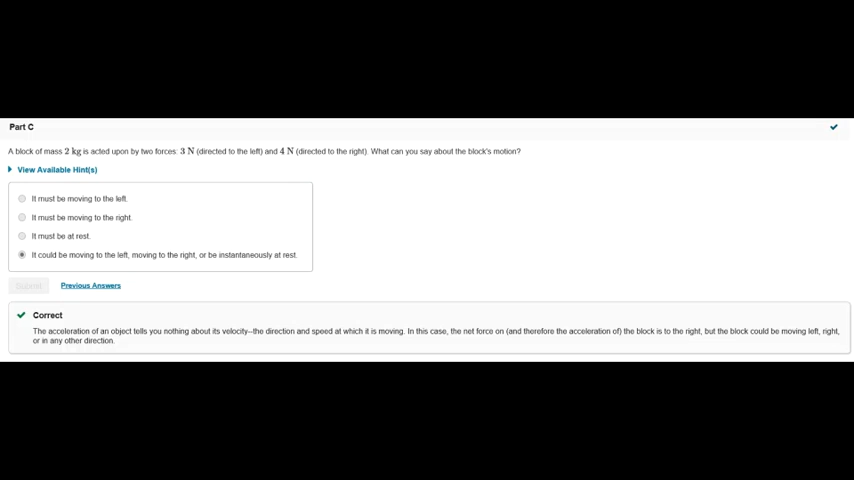 Part C
A block of mass 2 kg is acted upon by two forces: 3 N (directed to the left) and 4 N (directed to the right). What can you say about the block's motion?
View Available Hint(s)
It must be moving to the left.
It must be moving to the right.
It must be at rest.
It could be moving to the left, moving to the right, or be instantaneously at rest.
Submit
Previous Answers
Correct
The acceleration of an object tells you nothing about its velocity--the direction and speed at which it is moving. In this case, the net force on (and therefore the acceleration of) the block is to the right, but the block could be moving left, right,
or in any other direction.